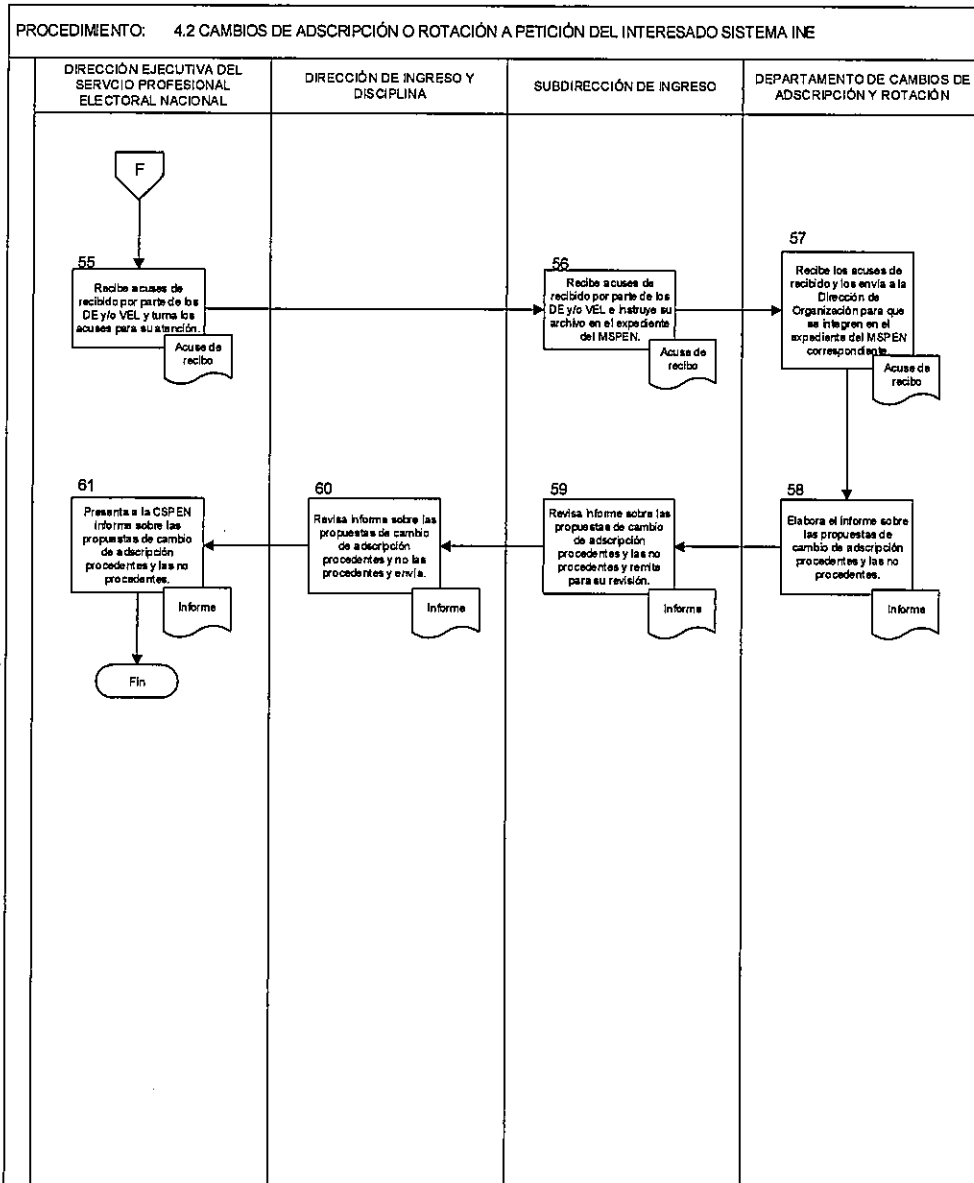 PROCEDIMIENTO: 4.2 CAMBIOS DE ADSCRIPCIÓN O ROTACIÓN A PETICIÓN DEL INTERESADO SISTEMA INE
DIRECCIÓN EJECUTIVA DEL
SERVCIO PROFESIONAL
ELECTORAL NACIONAL
DIRECCIÓN DE INGRESO Y
DISCIPLINA
SUBDIRECCIÓN DE INGRESO
DEPARTAMENTO DE CAMBIOS DE
ADSCRIPCIÓN Y ROTACIÓN
F
55
Recibe acuses de
recibido por parte de los
DE y/o VEL y turna los
acuses para su atención.
Acuse de
recibo
56
Recibe acuses de
recibido por parte de los
DE y/o VEL e instruye su
archivo en el expediente
del MSPEN.
Acuse de
recibo
57
Recibe los acuses de
recibido y los envía a la
Dirección de
Organización para que
se integren en el
expediente del MSPEN
correspondiente.
Acuse de
recibo
61
Presenta a la CSPEN
informe sobre las
propuestas de cambio
de adscripción
procedentes y las no
procedentes.
Informe
60
Revisa informe sobre las
propuestas de cambio
de adscripción
procedentes y no las
procedentes y envía.
Informe
59
Revisa informe sobre las
propuestas de cambio
de adscripción
procedentes y las no
procedentes y remite
para su revisión.
Informe
58
Elabora el informe sobre
las propuestas de
cambio de adscripción
procedentes y las no
procedentes.
Informe
Fin